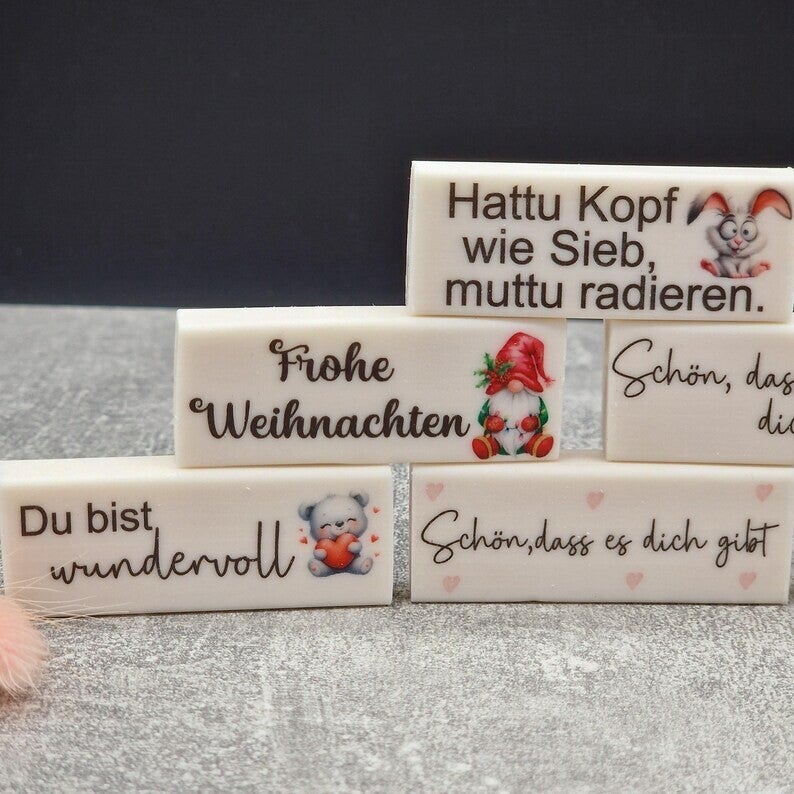 Hattu Kopf
wie Sieb,
muttu radieren.
Frohe
Weihnachten
Schön, das
dic
Du bist
wundervoll
Schön,dass es dich gibt